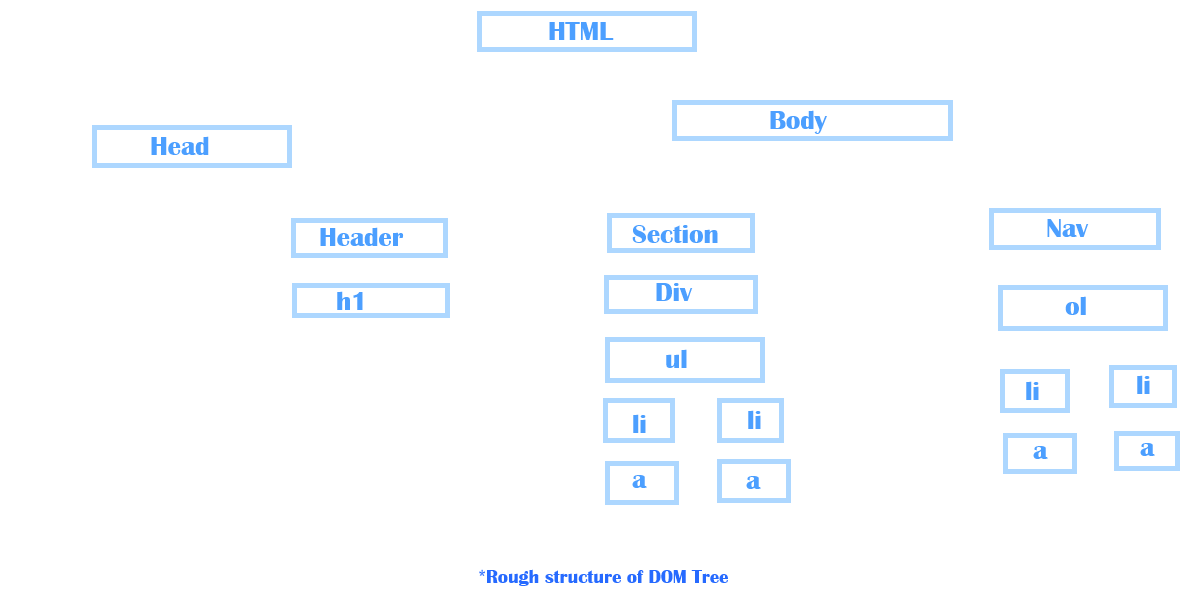 HTML
Body
Head
Header
Section
Nav
h1
Div
ol
ul
li
li
li
li
a
a
a
a
*Rough structure of DOM Tree